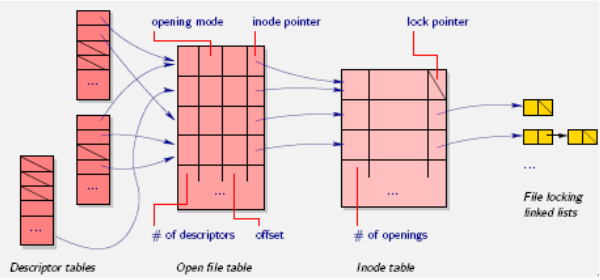 opening mode
inode pointer
lock pointer
...
...
...
...
...
...
# of descriptors
offset
# of openings
File locking
linked lists
Descriptor tables
Open file table
Inode table